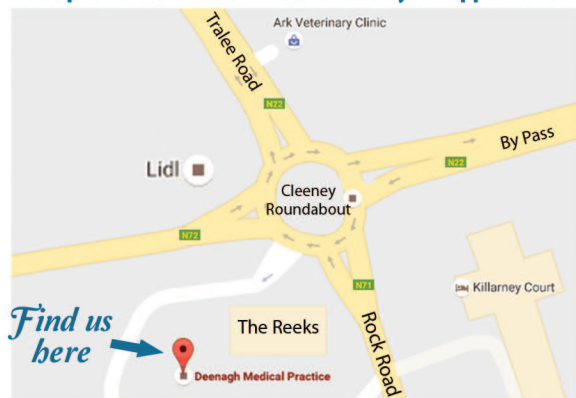 Ark Veterinary Clinic
Tralee Road
N22
Lidl
By Pass
N22
Cleeney
Roundabout
N72
N71
Killarney Court
Find us
here
The Reeks
Rock Road
Deenagh Medical Practice